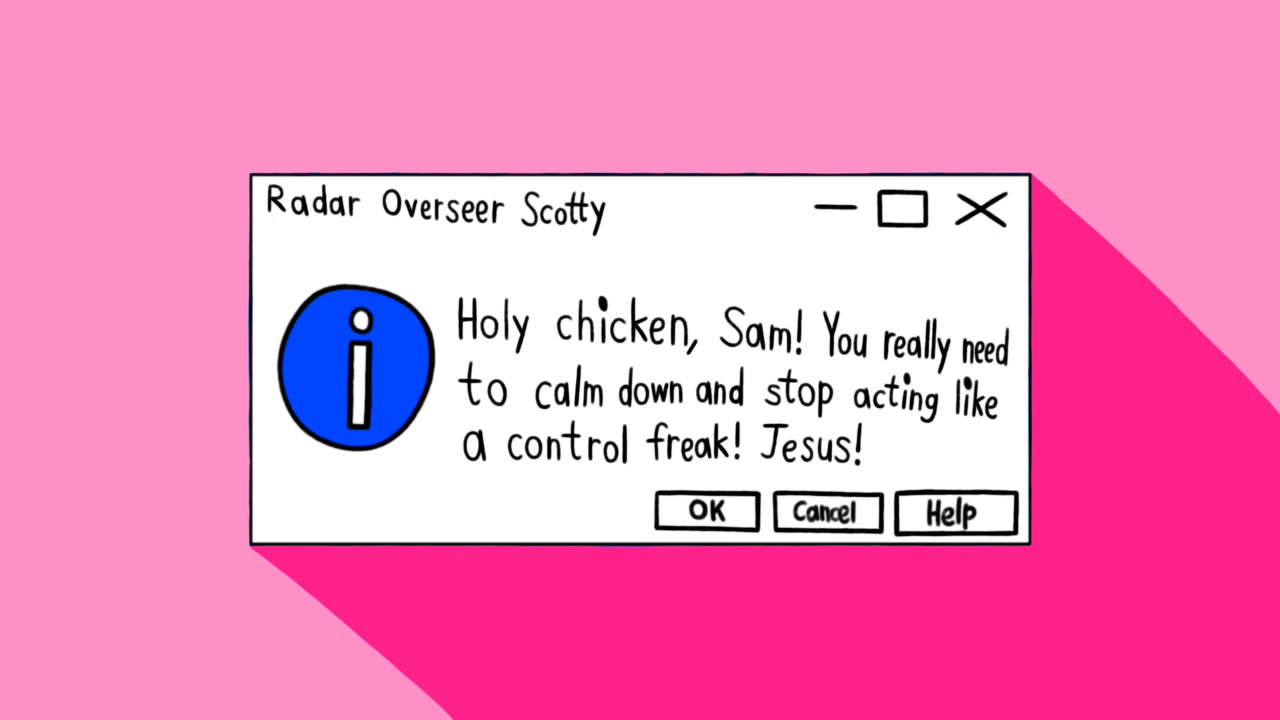 Radar Overseer Scotty
Holy chicken, Sam! You really need
to calm down and stop acting like
a control freak! Jesus!
OK Cancel Help